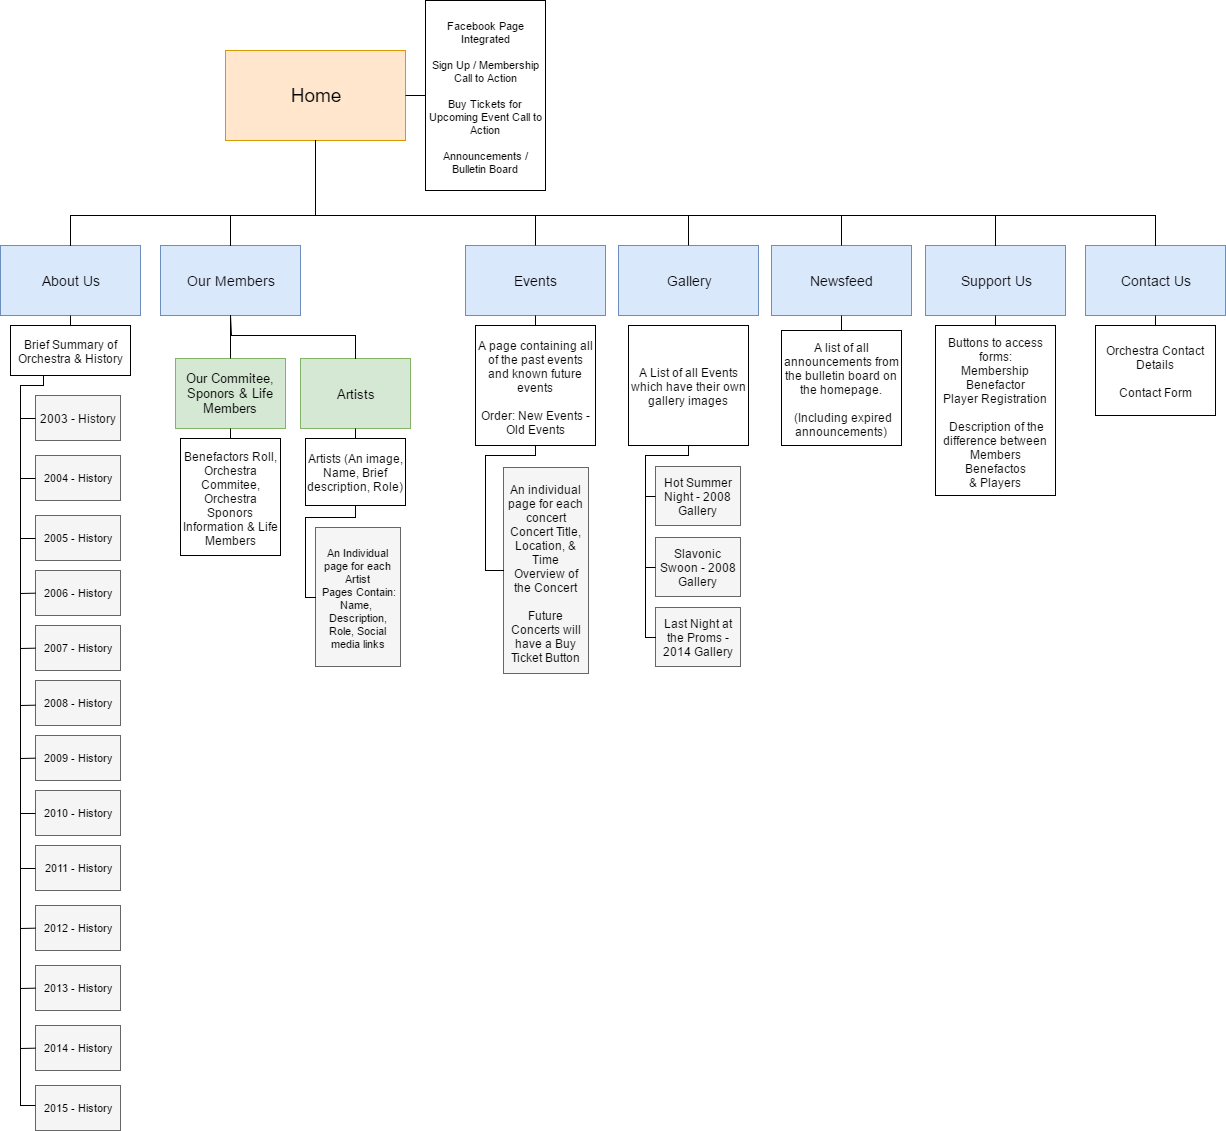 Facebook Page
Integrated
Sign Up / Membership
Call to Action
Buy Tickets for
Upcoming Event Call to
Action
Announcements /
Bulletin Board
Home
About Us
Our Members
Events
Gallery
Newsfeed
Support Us
Contact Us
Brief Summary of
Orchestra & History
2003 - History
2004 - History
2005 - History
2006 - History
2007 - History
2008 - History
2009 - History
2010 - History
2011 - History
2012 - History
2013 - History
2014 - History
2015 - History
Our Commitee,
Sponors & Life
Members
Benefactors Roll,
Orchestra
Commitee,
Orchestra
Sponors
Information & Life
Members
Artists
Artists (An image,
Name, Brief
description, Role)
An Individual
page for each
Artist
Pages Contain:
Name,
Description,
Role, Social
media links
A page containing all
of the past events
and known future
events
Order: New Events -
Old Events
An individual
page for each
concert
Concert Title,
Location, &
Time
Overview of
the Concert
Future
Concerts will
have a Buy
Ticket Button
A List of all Events
which have their own
gallery images
Hot Summer
Night - 2008
Gallery
Slavonic
Swoon - 2008
Gallery
Last Night at
the Proms -
2014 Gallery
A list of all
announcements from
the bulletin board on
the homepage.
(Including expired
announcements)
Buttons to access
forms:
Membership
Benefactor
Player Registration
Description of the
difference between
Members
Benefactos
& Players
Orchestra Contact
Details
Contact Form